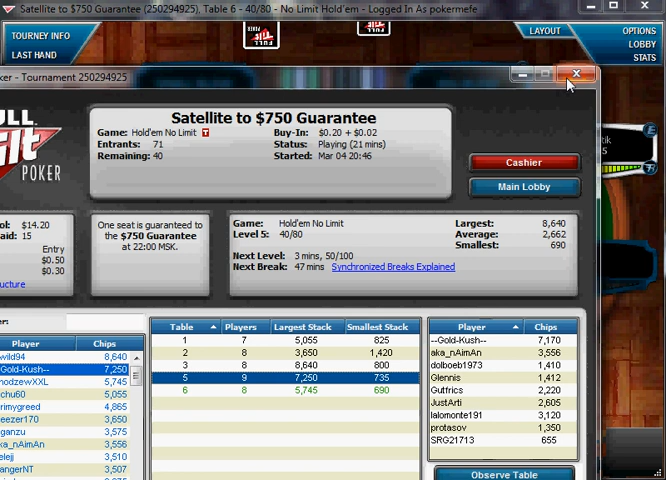 Satellite to $750 Guarantee (250294925), Table 6 - 40/80 - No Limit Hold'em - Logged In As pokermefe
TOURNEY INFO
LAST HAND
LAYOUT
OPTIONS
LOBBY
STATS
ker - Tournament 250294925
FULL
Tilt
POKER
Satellite to $750 Guarantee
Game: Hold'em No Limit T
Entrants: 71
Remaining: 40
Buy-In: $0.20 + $0.02
Status: Playing (21 mins)
Started: Mar 04 20:46
Cashier
Main Lobby
ol: $14.20
aid: 15
Entry
$0.50
$0.30
ucture
One seat is guaranteed to
the $750 Guarantee
at 22:00 MSK.
Game: Hold'em No Limit
Level 5: 40/80
Next Level: 3 mins, 50/100
Next Break: 47 mins Synchronized Breaks Explained
Largest: 8,640
Average: 2,662
Smallest: 690
er:
Player Chips
wild94 8,640
Gold-Kush-- 7,250
nodzewXXL 5,745
chu60 5,055
rimygreed 4,865
eezer170 3,650
ganzu 3,575
a_nAimAn 3,556
elejj 3,510
angerNT 3,507
Table Players Largest Stack Smallest Stack
1 7 5,055 825
2 8 3,650 1,420
3 8 8,640 800
5 9 7,250 735
6 8 5,745 690
Player Chips
--Gold-Kush-- 7,170
aka_nAimAn 3,556
dolboeb1973 1,410
Glennis 1,412
Gutfrics 2,220
JustArti 2,605
lalomonte191 3,120
protasov 1,350
SRG21713 655
Observe Table